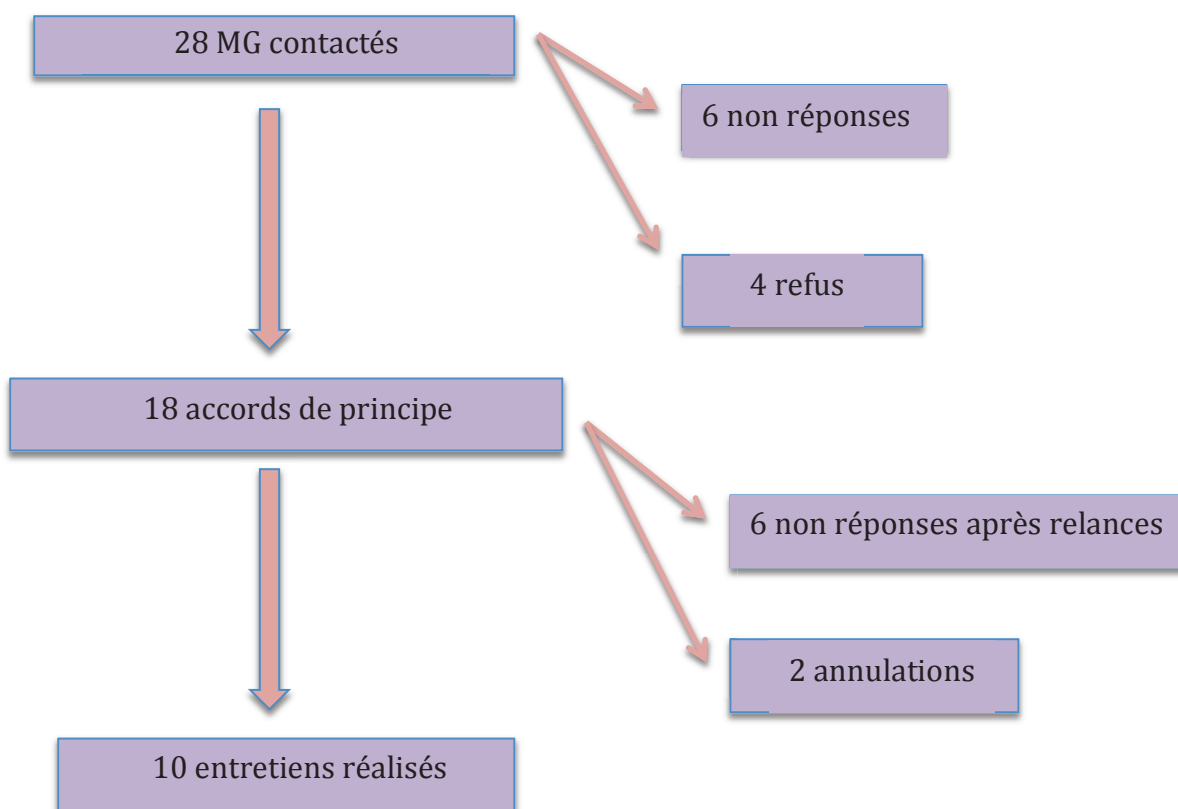 28 MG contactés
6 non réponses
4 refus
18 accords de principe
6 non réponses après relances
2 annulations
10 entretiens réalisés